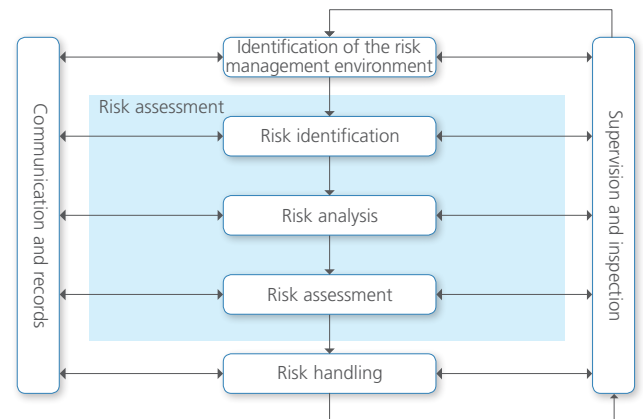 Identification of the risk
management environment
Risk assessment
Risk identification
Risk analysis
Risk assessment
Risk handling
Communication and records
Supervision and inspection